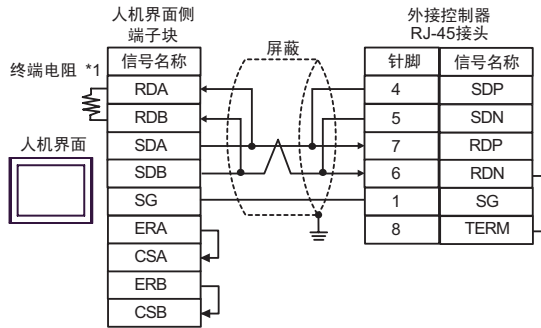 人机界面侧
端子块
外接控制器
RJ-45接头
屏蔽
终端电阻 *1
人机界面
信号名称
RDA
RDB
SDA
SDB
SG
ERA
CSA
ERB
CSB
针脚 信号名称
4 SDP
5 SDN
7 RDP
6 RDN
1 SG
8 TERM